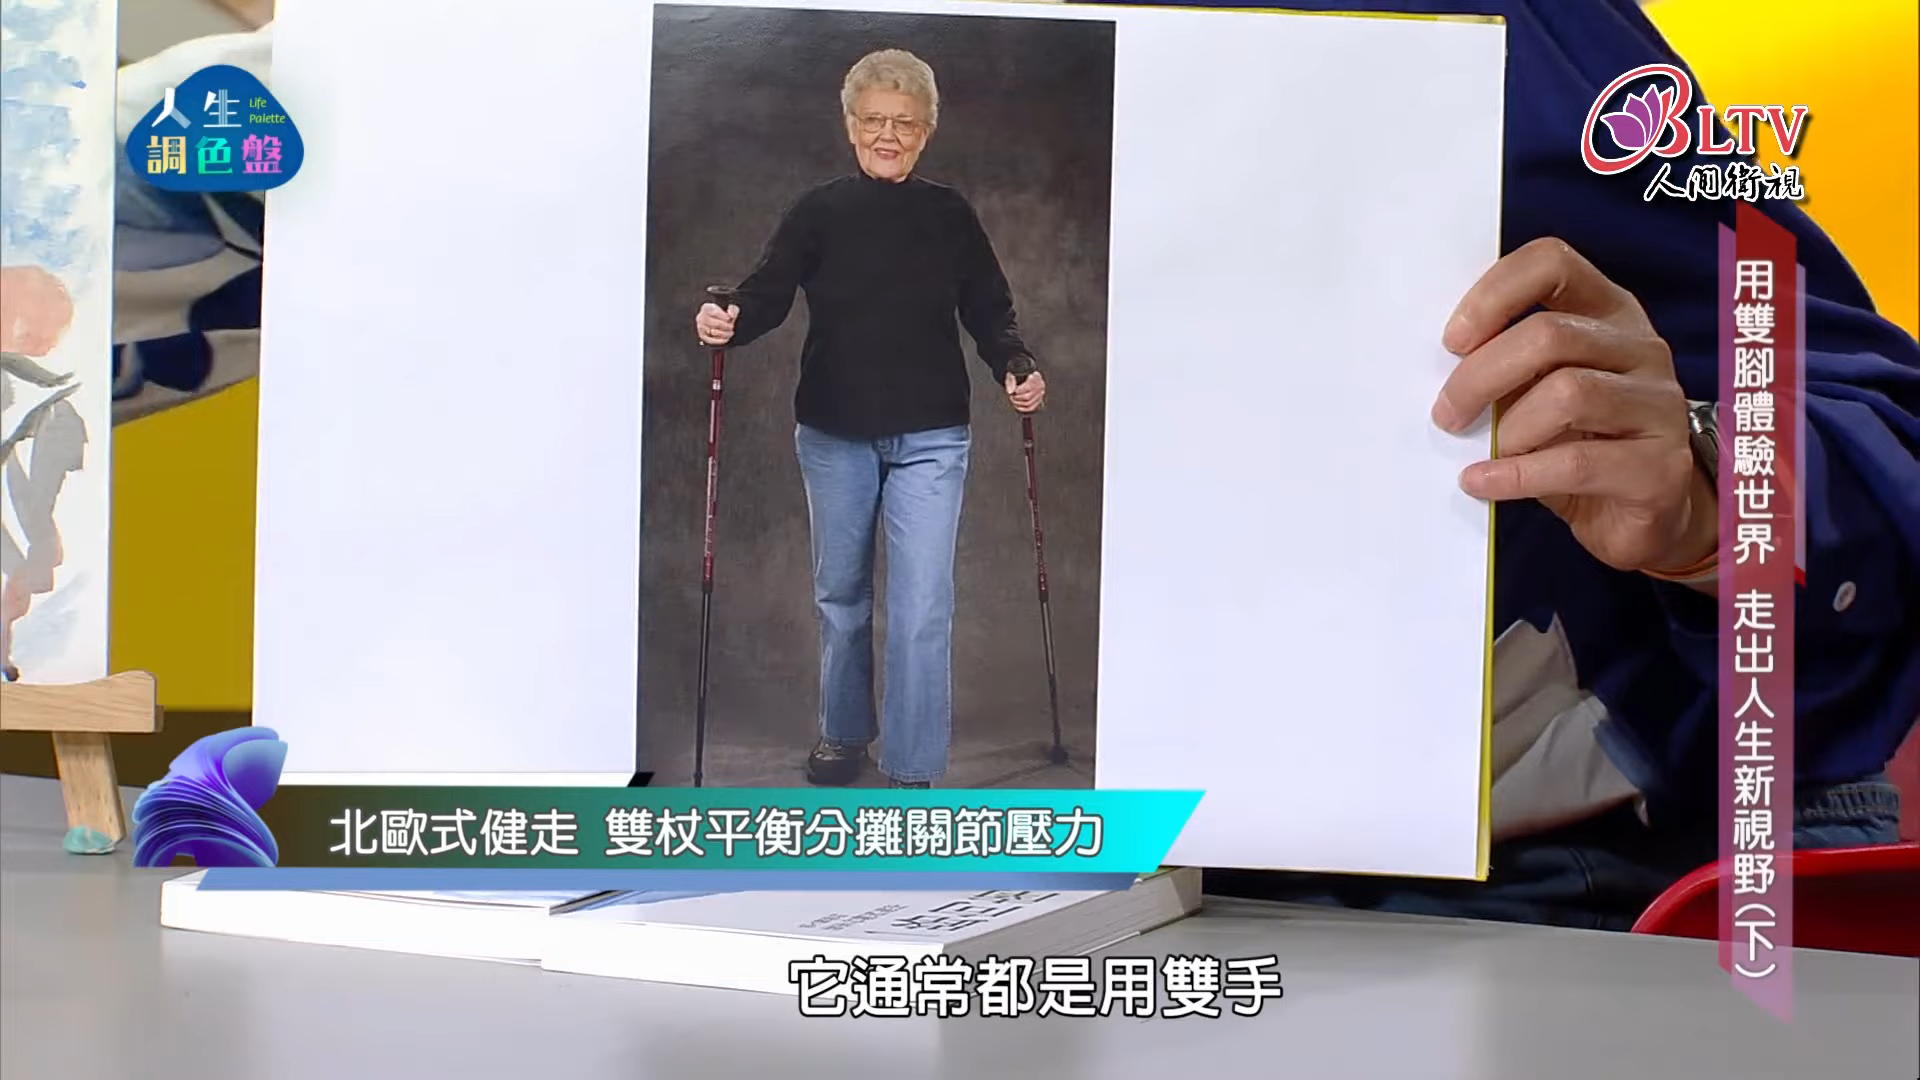 人生
Life
Palette
調色盤
BLTV
人間衛視
用雙腳體驗世界 走出人生新視野(下)
北歐式健走 雙杖平衡分攤關節壓力
它通常都是用雙手